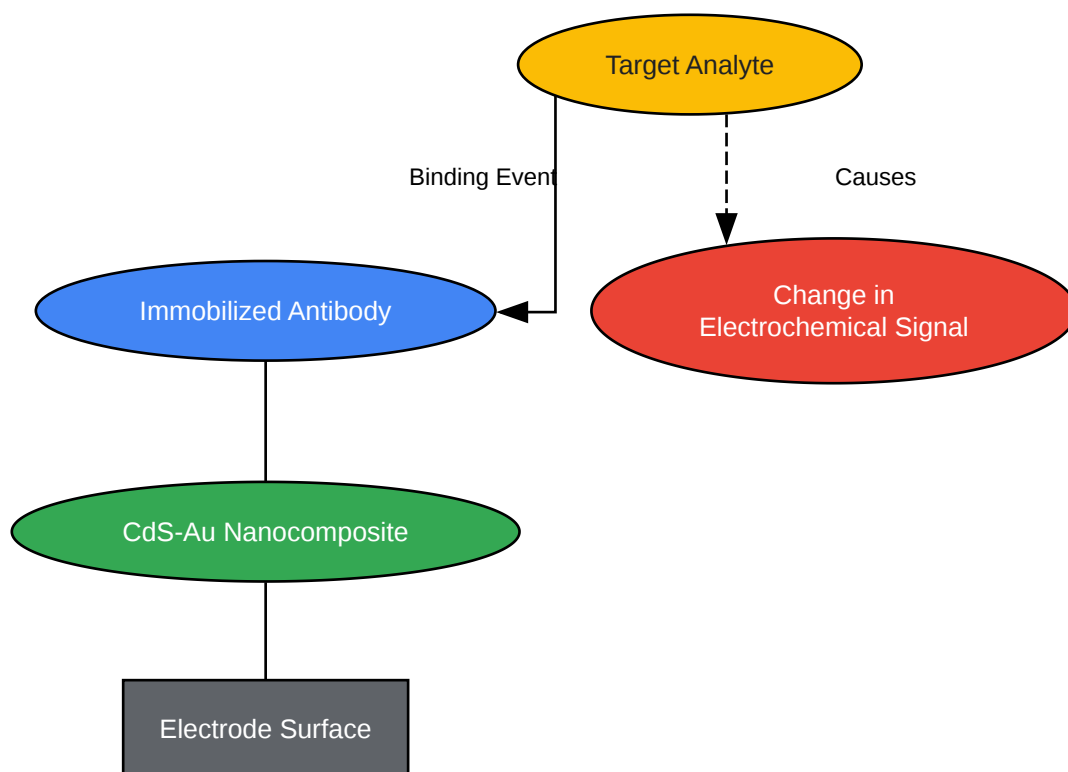 Target Analyte
Binding Event
Causes
Immobilized Antibody
Change in
Electrochemical Signal
CdS-Au Nanocomposite
Electrode Surface